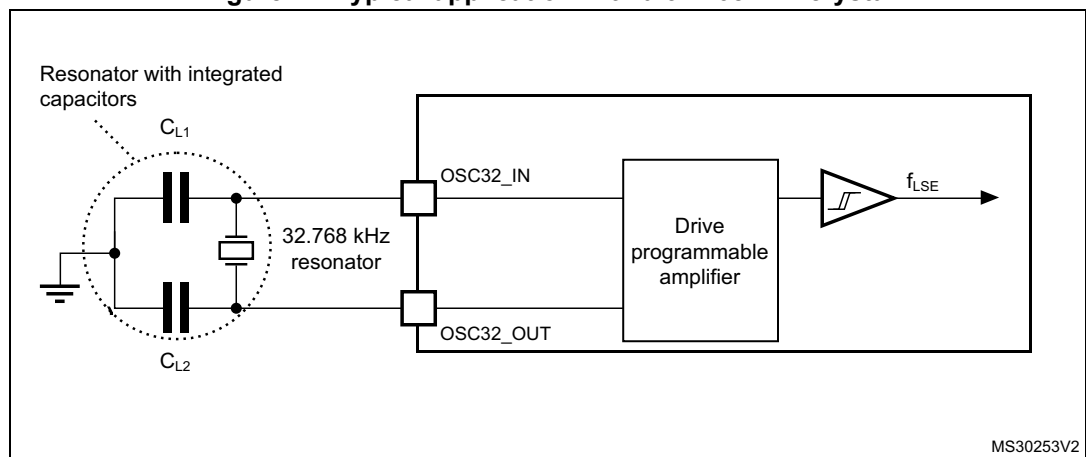 Resonator with integrated
capacitors
CL1
OSC32_IN
fLSE
32.768 kHz
resonator
Drive
programmable
amplifier
OSC32_OUT
CL2
MS30253V2